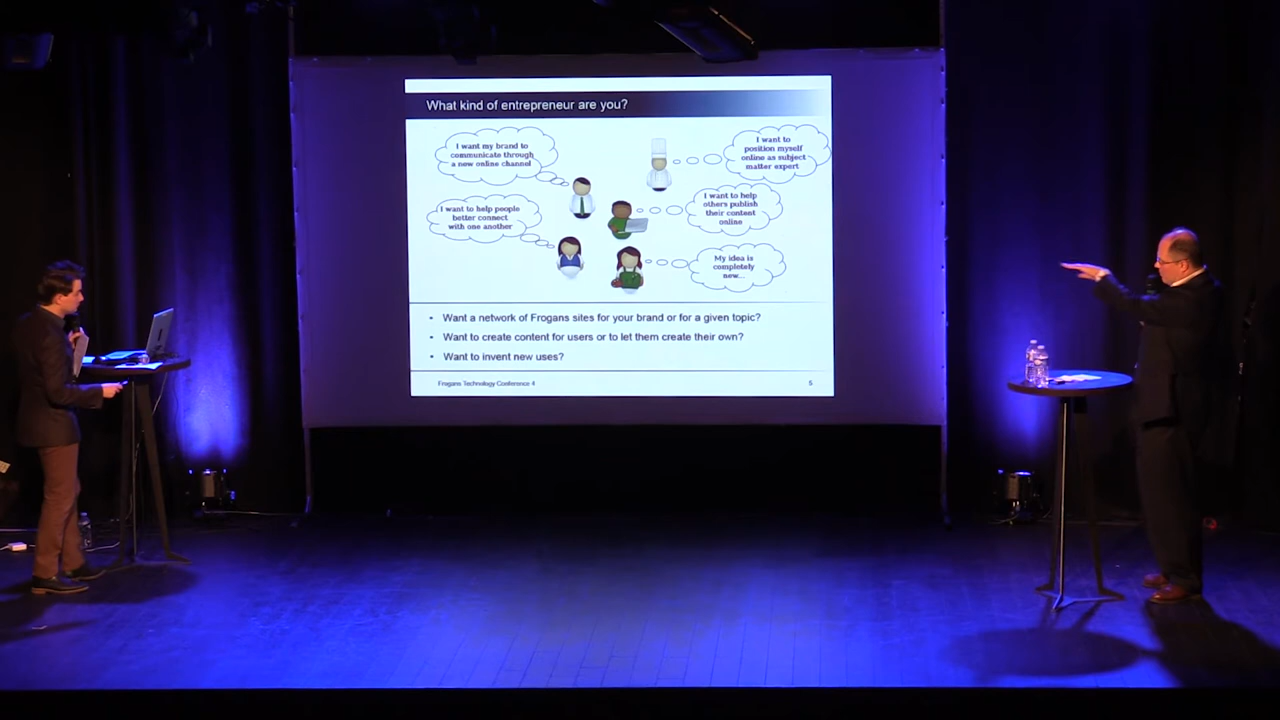 What kind of entrepreneur are you?
I want my brand to
communicate through
a new online channel
I want to
position myself
online as subject
matter expert
I want to help people
better connect
with one another
I want to help
others publish
their content
online
My idea is
completely
new...
• Want a network of Frogans sites for your brand or for a given topic?
• Want to create content for users or to let them create their own?
• Want to invent new uses?
Frogans Technology Conference 4
5